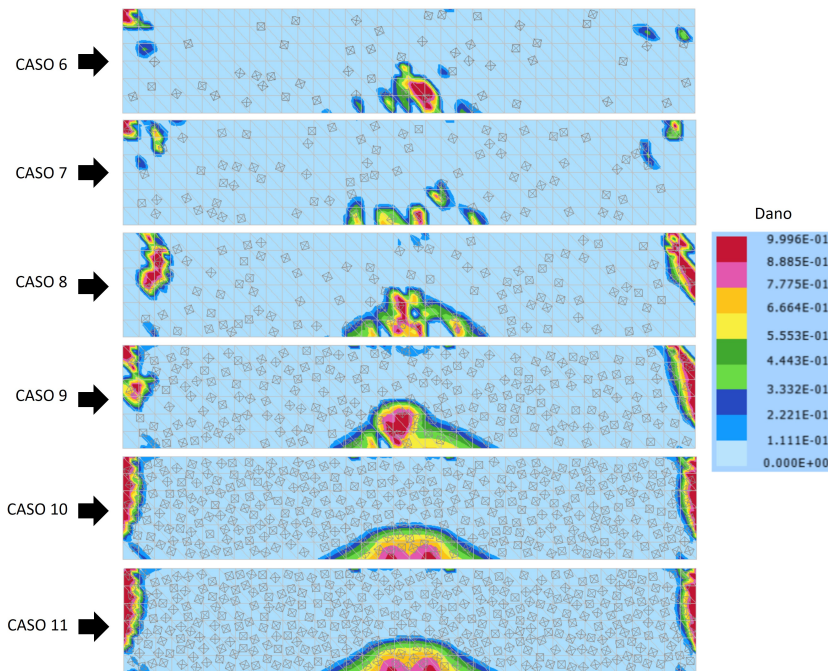 CASO 6
CASO 7
CASO 8
CASO 9
CASO 10
CASO 11
Dano
9.996E-01
8.885E-01
7.775E-01
6.664E-01
5.553E-01
4.443E-01
3.332E-01
2.221E-01
1.111E-01
0.000E+00